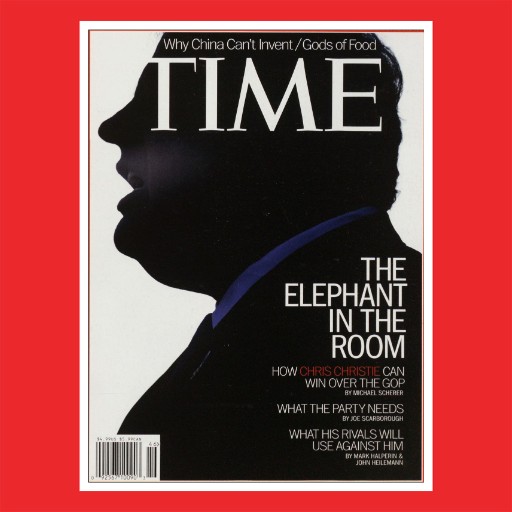 Why China Can't Invent/Gods of Food
TIME
THE
ELEPHANT
IN THE
ROOM
HOW CHRIS CHRISTIE CAN
WIN OVER THE GOP
BY MICHAEL SCHERER
WHAT THE PARTY NEEDS
BY JOE SCARBOROUGH
WHAT HIS RIVALS WILL
USE AGAINST HIM
BY MARK HALPERIN &
JOHN HEILEMANN